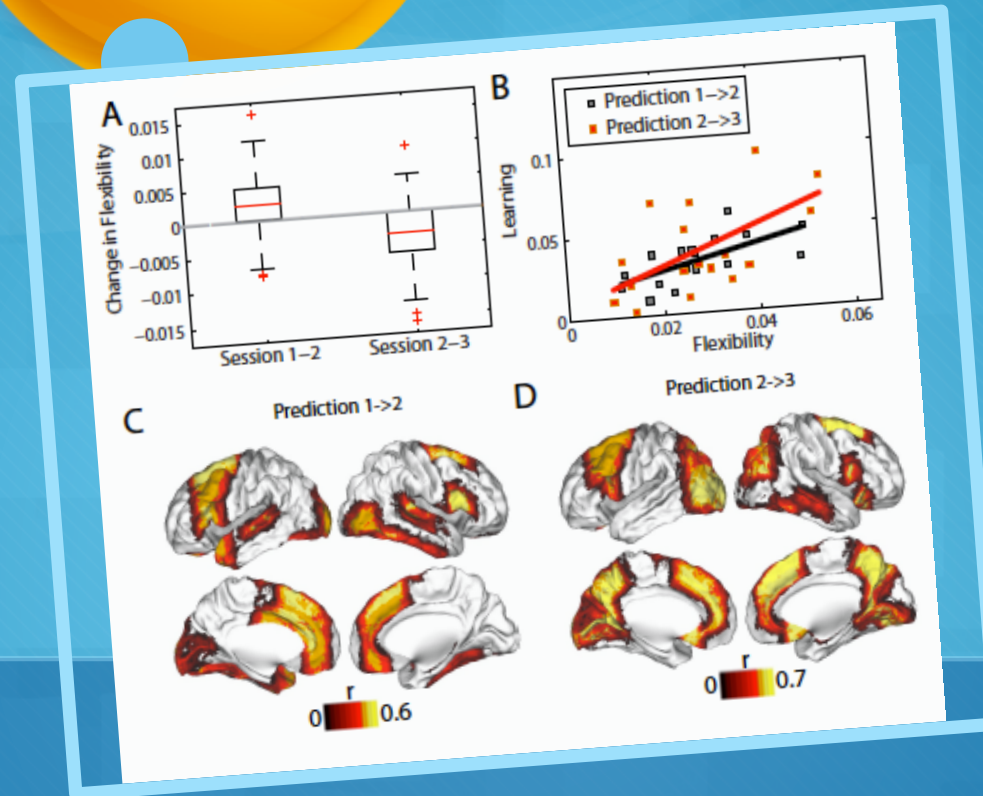 A
Change in Flexibility
0.015
0.01
0.005
0
−0.005
−0.01
−0.015
Session 1−2
Session 2−3
B
Prediction 1−>2
Prediction 2−>3
Learning
0.1
0.05
0
0
0.02
0.04
0.06
Flexibility
C
Prediction 1->2
r
0
0.6
D
Prediction 2->3
r
0
0.7